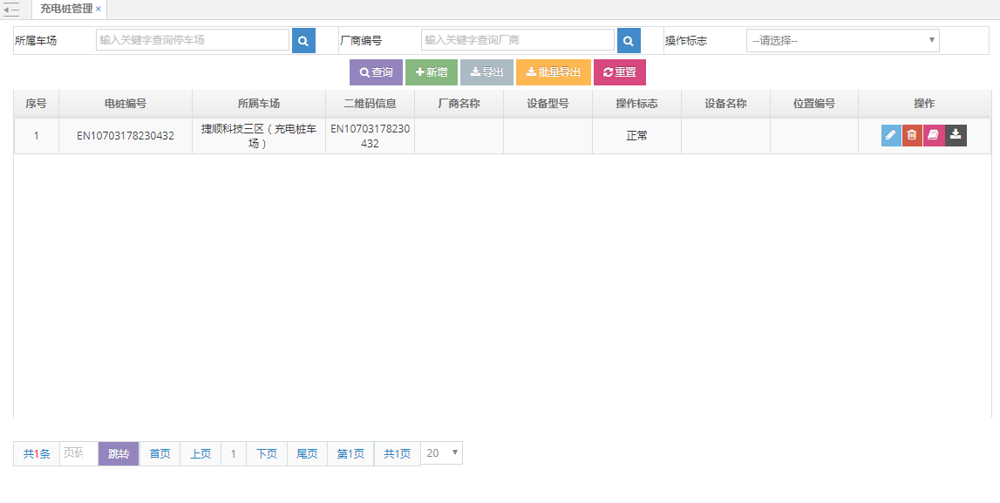 充电桩管理 ×
所属车场 输入关键字查询停车场 厂商编号 输入关键字查询厂商 操作标志 --请选择--
查询 新增 导出 批量导出 重置
序号 电桩编号 所属车场 二维码信息 厂商名称 设备型号 操作标志 设备名称 位置编号 操作
1 EN10703178230432 捷顺科技三区（充电桩车 EN10703178230 正常
场） 432
共1条 页码 跳转 首页 上页 1 下页 尾页 第1页 共1页 20